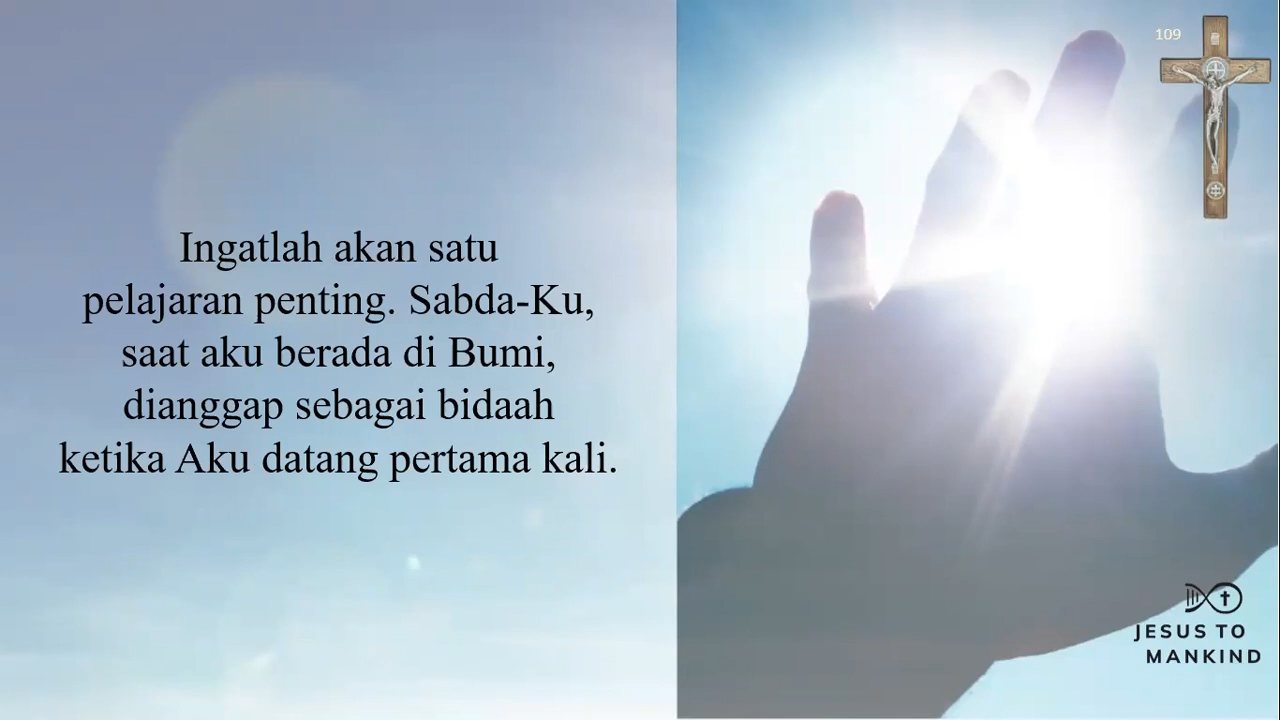 Ingatlah akan satu
pelajaran penting. Sabda-Ku,
saat aku berada di Bumi,
dianggap sebagai bidaah
ketika Aku datang pertama kali.
109
JESUS TO
MANKIND